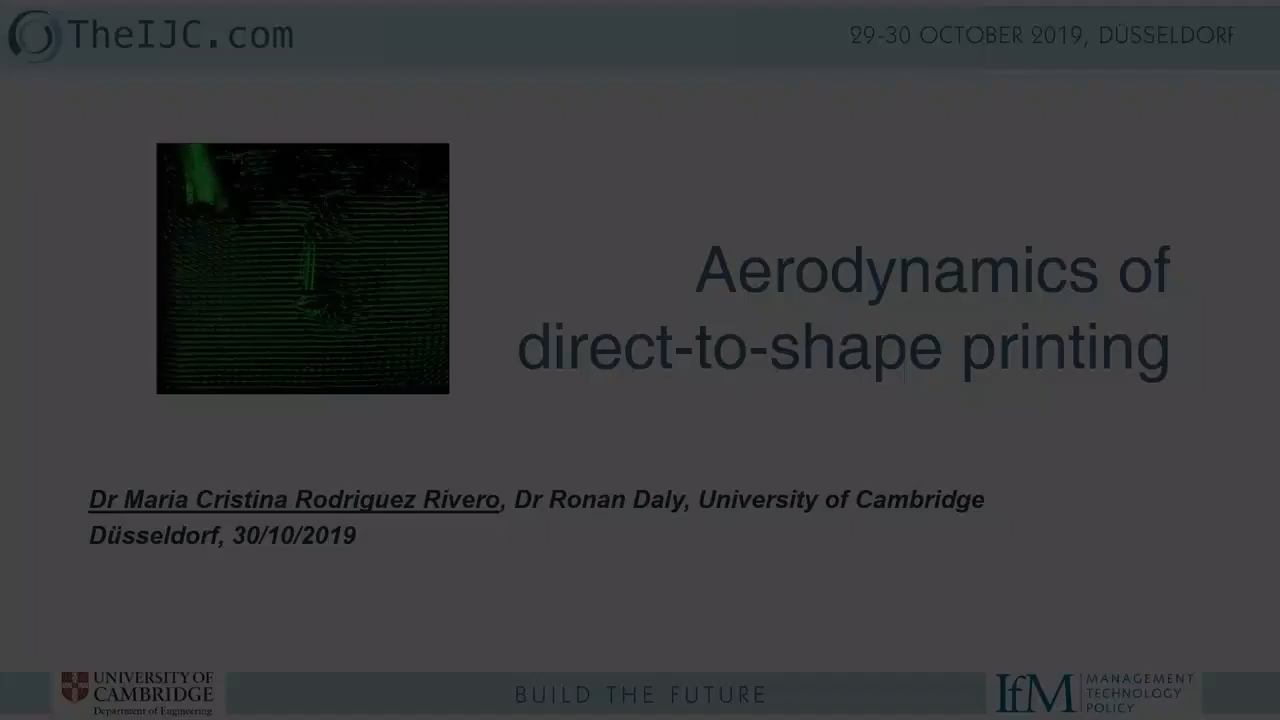 TheIJC.com
29-30 OCTOBER 2019, DÜSSELDORF
Aerodynamics of
direct-to-shape printing
Dr Maria Cristina Rodriguez Rivero, Dr Ronan Daly, University of Cambridge
Düsseldorf, 30/10/2019
UNIVERSITY OF
CAMBRIDGE
Department of Engineering
BUILD THE FUTURE
IfM
MANAGEMENT
TECHNOLOGY
POLICY